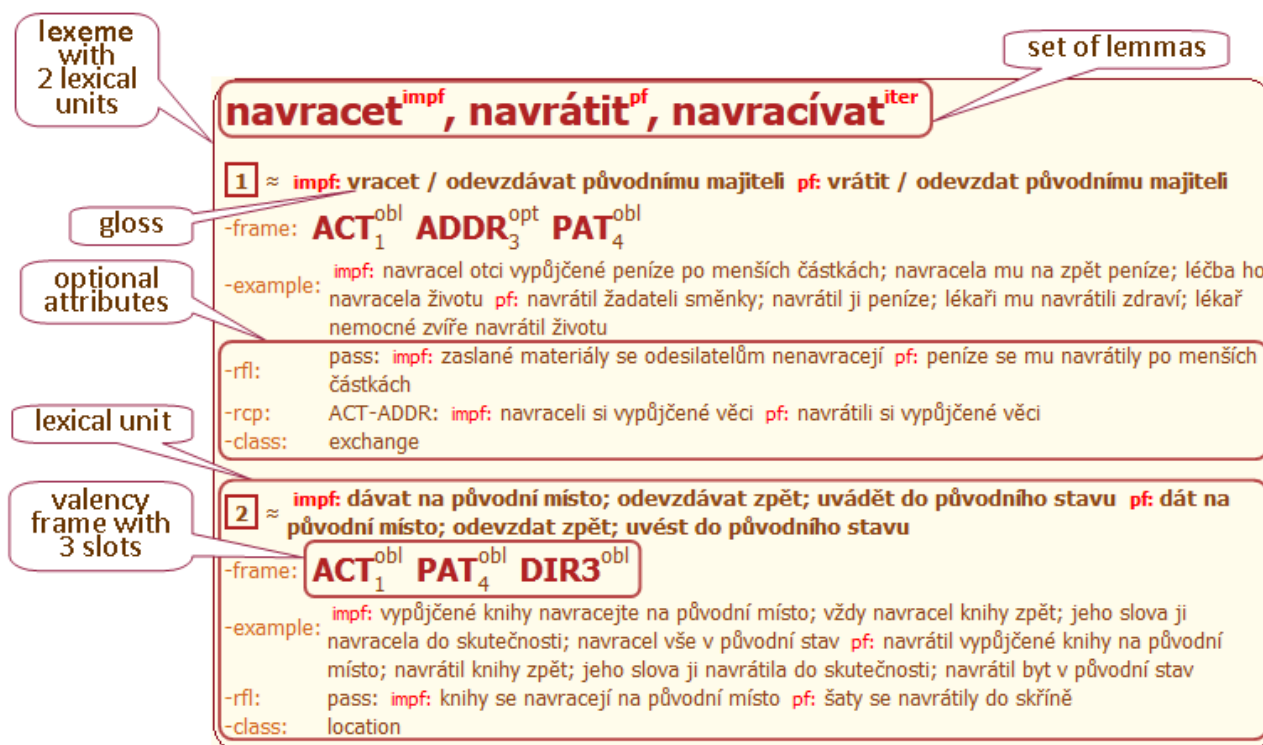 lexeme
with
2 lexical
units
set of lemmas
navracet^impf, navrátit^pf, navracívat^iter
1 ≈ impf: vracet / odevzdávat původnímu majiteli pf: vrátit / odevzdat původnímu majiteli
gloss
-frame: ACT_1^obl ADDR_3^opt PAT_4^obl
optional
attributes
-example: impf: navracel otci vypůjčené peníze po menších částkách; navracela mu na zpět peníze; léčba ho
navracela životu pf: navrátil žadateli směnky; navrátil ji peníze; lékaři mu navrátili zdraví; lékař
nemocné zvíře navrátil životu
-rfl: pass: impf: zaslané materiály se odesilatelům nenavracejí pf: peníze se mu navrátily po menších
částkách
-rcp: ACT-ADDR: impf: navraceli si vypůjčené věci pf: navrátili si vypůjčené věci
-class: exchange
lexical unit
2 ≈ impf: dávat na původní místo; odevzdávat zpět; uvádět do původního stavu pf: dát na
původní místo; odevzdat zpět; uvést do původního stavu
valency
frame with
3 slots
-frame: ACT_1^obl PAT_4^obl DIR3^obl
-example: impf: vypůjčené knihy navracejte na původní místo; vždy navracel knihy zpět; jeho slova ji
navracela do skutečnosti; navracel vše v původní stav pf: navrátil vypůjčené knihy na původní
místo; navrátil knihy zpět; jeho slova ji navrátila do skutečnosti; navrátil byt v původní stav
-rfl: pass: impf: knihy se navracejí na původní místo pf: šaty se navrátily do skříně
-class: location